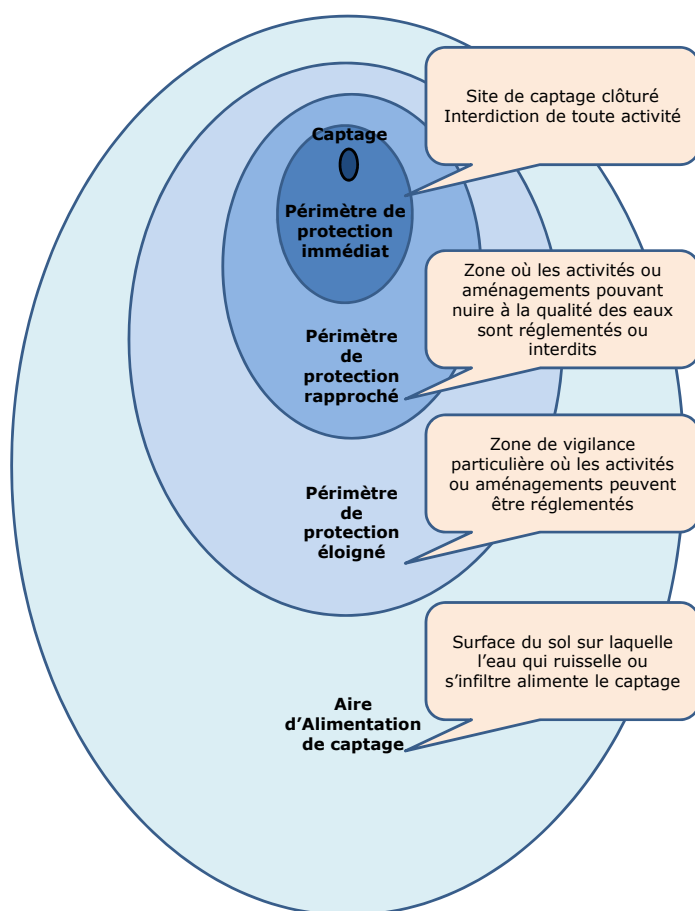 Site de captage clôturé
Interdiction de toute activité
Captage
Périmètre de
protection
immédiat
Zone où les activités ou
aménagements pouvant
nuire à la qualité des eaux
sont réglementés ou
interdits
Périmètre
de
protection
rapproché
Zone de vigilance
particulière où les activités
ou aménagements peuvent
être réglementés
Périmètre
de
protection
éloigné
Surface du sol sur laquelle
l’eau qui ruisselle ou
s’infiltre alimente le captage
Aire
d’Alimentation
de captage